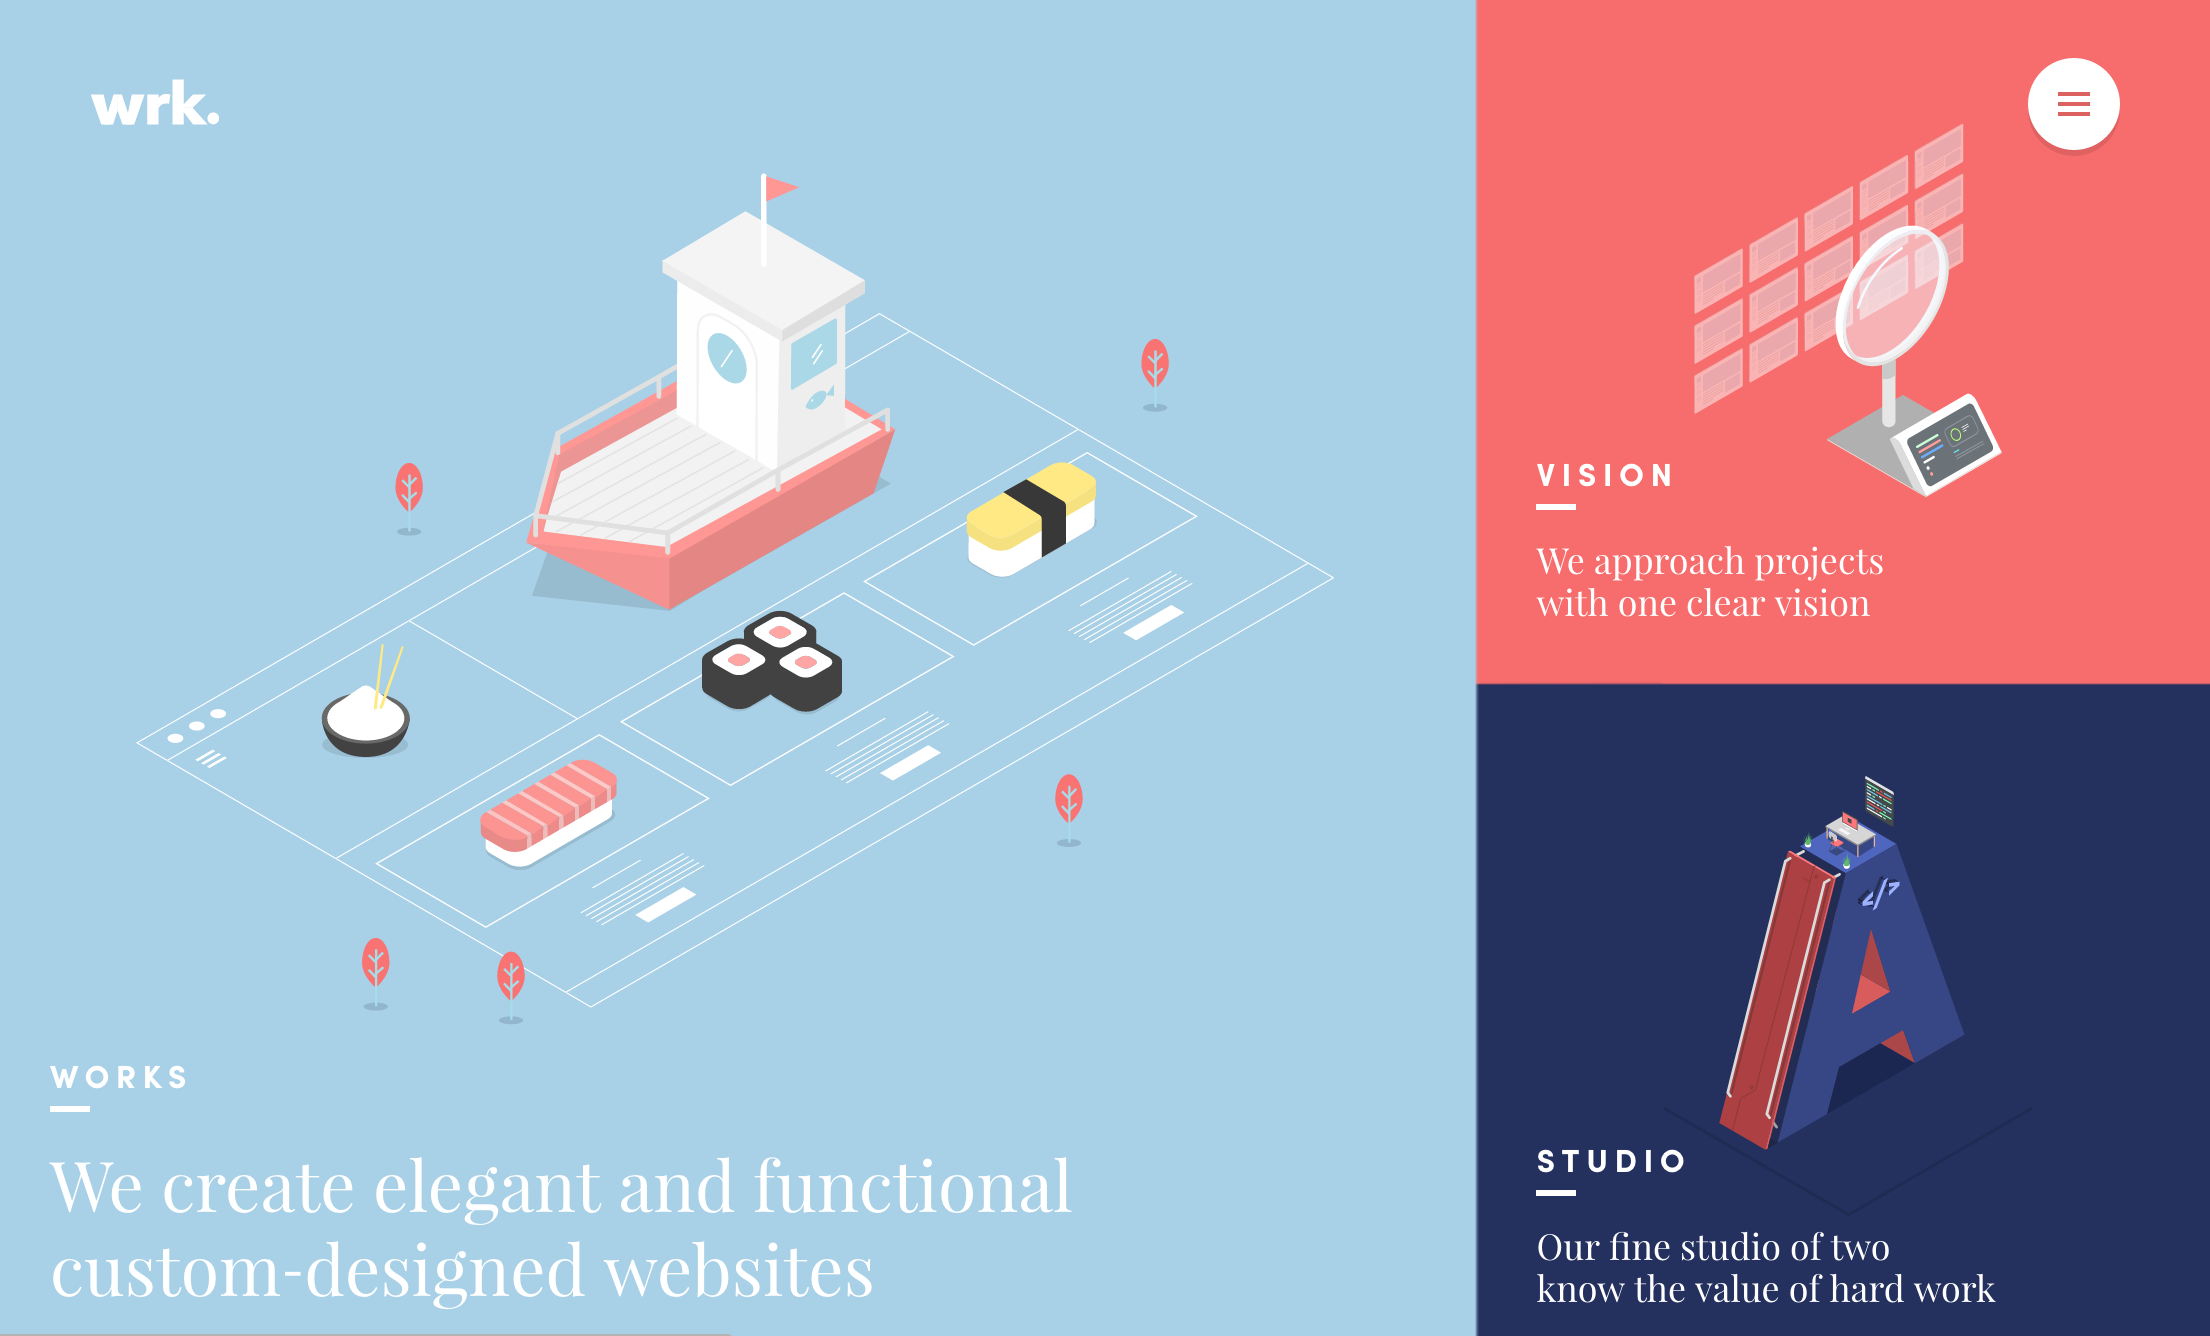 wrk.
WORKS
We create elegant and functional
custom-designed websites
VISION
We approach projects
with one clear vision
</>
STUDIO
Our fine studio of two
know the value of hard work